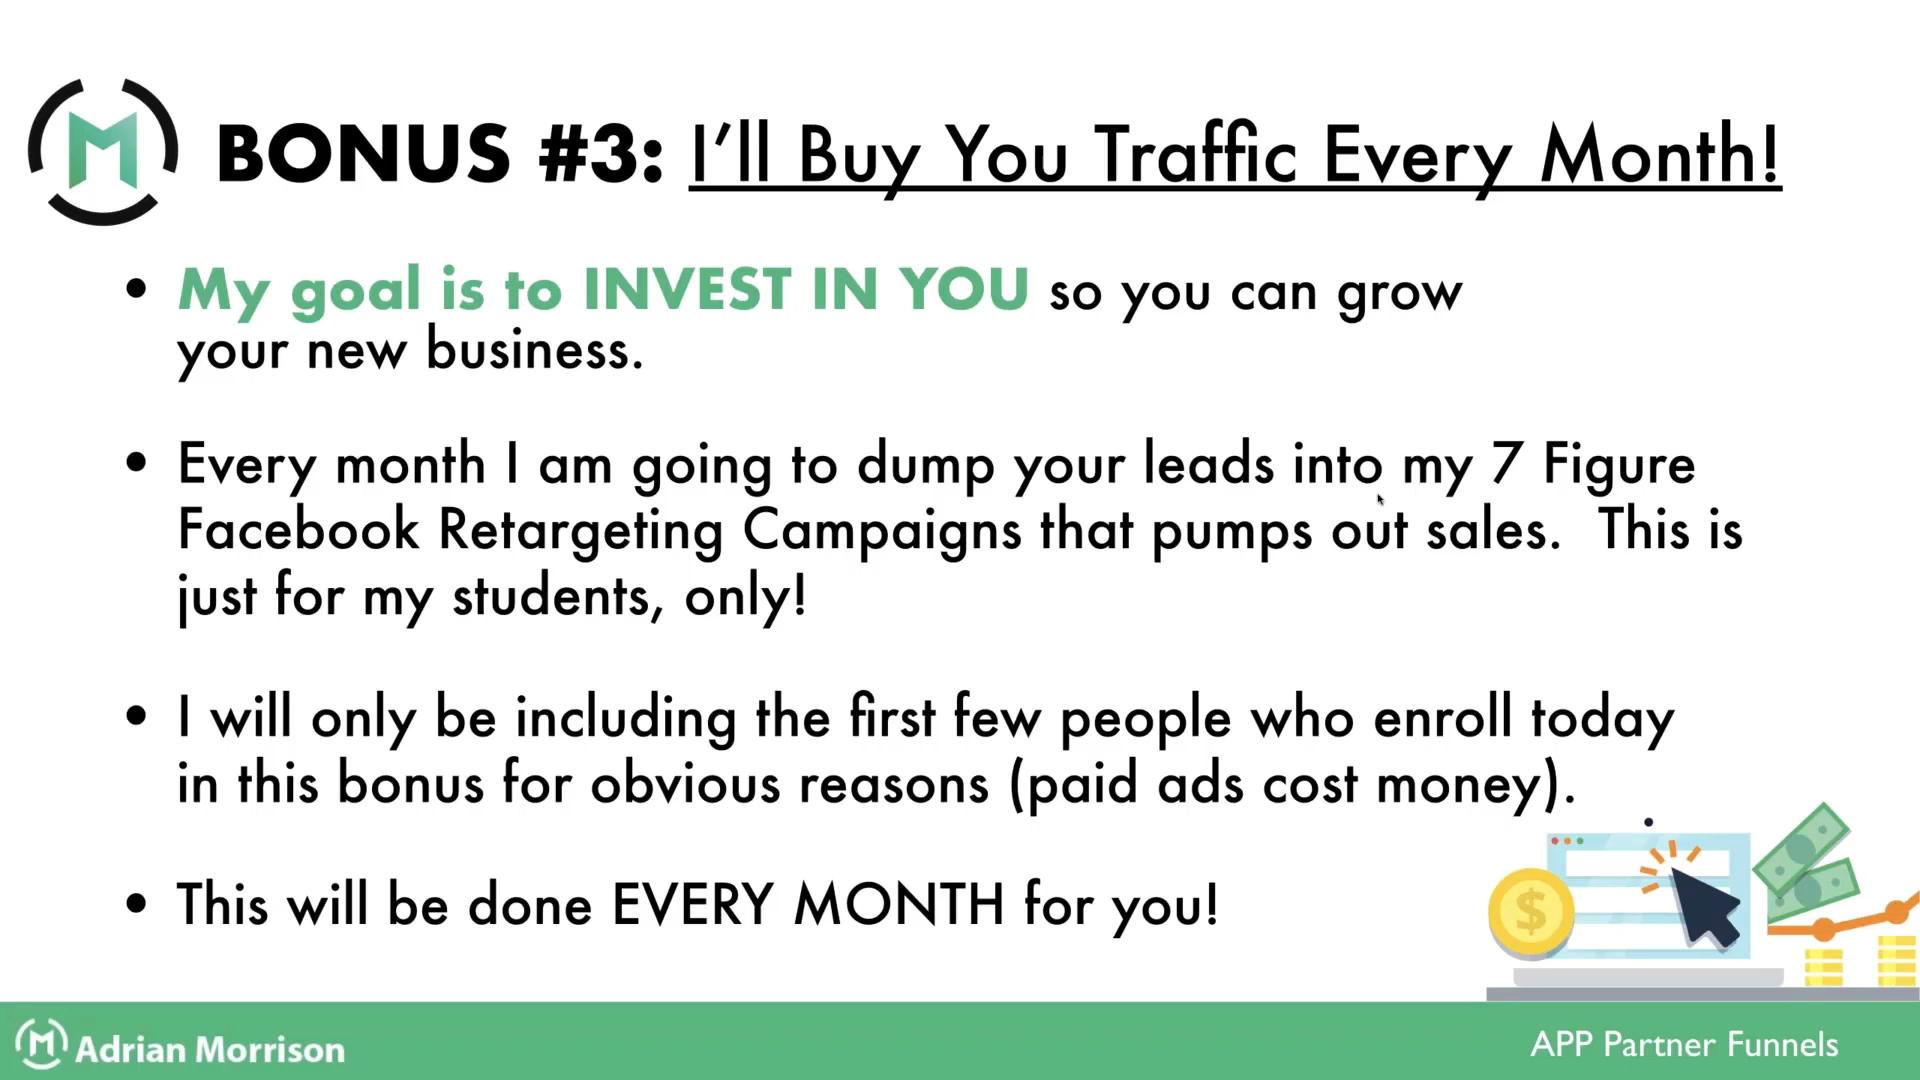 M
BONUS #3: I’ll Buy You Traffic Every Month!
• My goal is to INVEST IN YOU so you can grow
your new business.
• Every month I am going to dump your leads into my 7 Figure
Facebook Retargeting Campaigns that pumps out sales.  This is
just for my students, only!
• I will only be including the first few people who enroll today
in this bonus for obvious reasons (paid ads cost money).
• This will be done EVERY MONTH for you!
$
M Adrian Morrison
APP Partner Funnels